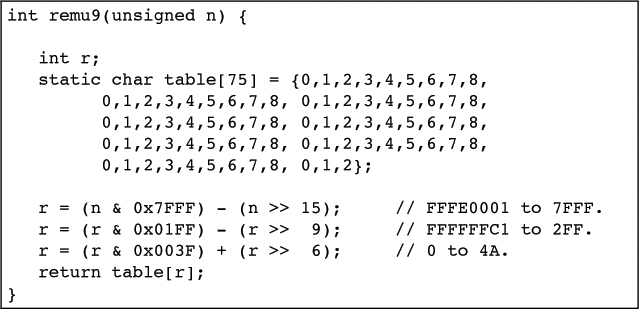 int remu9(unsigned n) {
int r;
static char table[75] = {0,1,2,3,4,5,6,7,8,
0,1,2,3,4,5,6,7,8, 0,1,2,3,4,5,6,7,8,
0,1,2,3,4,5,6,7,8, 0,1,2,3,4,5,6,7,8,
0,1,2,3,4,5,6,7,8, 0,1,2,3,4,5,6,7,8,
0,1,2,3,4,5,6,7,8, 0,1,2};
r = (n & 0x7FFF) - (n >> 15); // FFFE0001 to 7FFF.
r = (r & 0x01FF) - (r >> 9); // FFFFFFC1 to 2FF.
r = (r & 0x003F) + (r >> 6); // 0 to 4A.
return table[r];
}